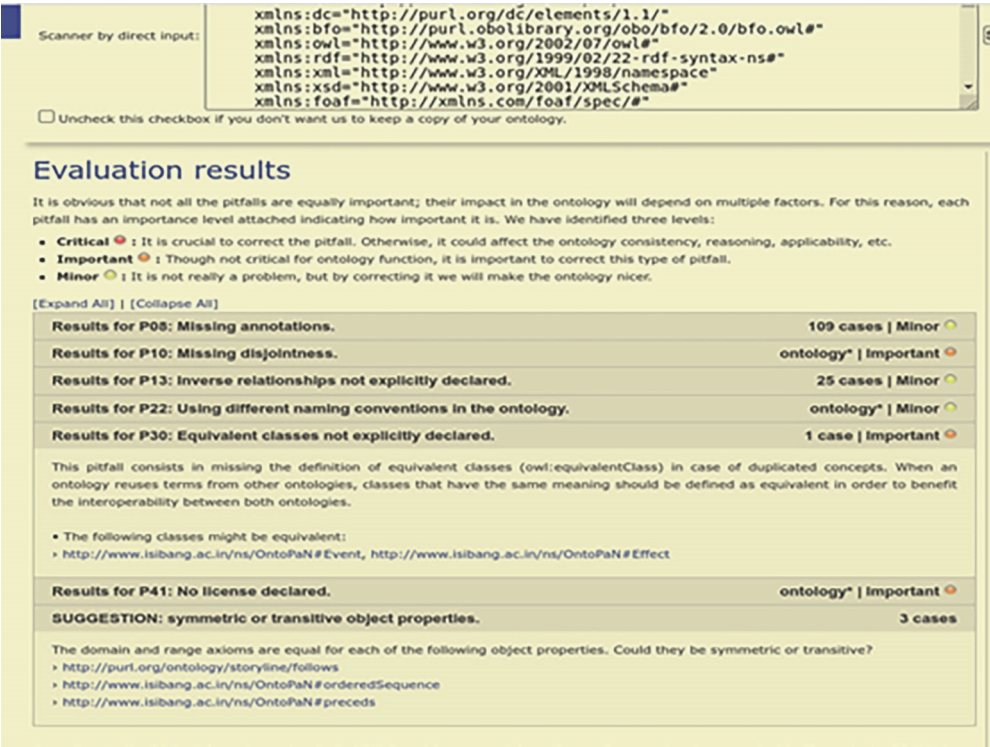 xmlns:dc="http://purl.org/dc/elements/1.1/"
Scanner by direct input:
xmlns:bfo="http://purl.obolibrary.org/obo/bfo/2.0/bfo.owl#"
xmlns:owl="http://www.w3.org/2002/07/owl#"
xmlns:rdf="http://www.w3.org/1999/02/22-rdf-syntax-ns#"
xmlns:xml="http://www.w3.org/XML/1998/namespace"
xmlns:xsd="http://www.w3.org/2001/XMLSchema#"
xmlns:foaf="http://xmlns.com/foaf/spec/#"
Uncheck this checkbox if you don't want us to keep a copy of your ontology.
Evaluation results
It is obvious that not all the pitfalls are equally important; their impact in the ontology will depend on multiple factors. For this reason, each
pitfall has an importance level attached indicating how important it is. We have identified three levels:
• Critical : It is crucial to correct the pitfall. Otherwise, it could affect the ontology consistency, reasoning, applicability, etc.
• Important : Though not critical for ontology function, it is important to correct this type of pitfall.
• Minor : It is not really a problem, but by correcting it we will make the ontology nicer.
[Expand All] | [Collapse All]
Results for P08: Missing annotations. 109 cases | Minor
Results for P10: Missing disjointness. ontology* | Important
Results for P13: Inverse relationships not explicitly declared. 25 cases | Minor
Results for P22: Using different naming conventions in the ontology. ontology* | Minor
Results for P30: Equivalent classes not explicitly declared. 1 case | Important
This pitfall consists in missing the definition of equivalent classes (owl:equivalentClass) in case of duplicated concepts. When an
ontology reuses terms from other ontologies, classes that have the same meaning should be defined as equivalent in order to benefit
the interoperability between both ontologies.
• The following classes might be equivalent:
› http://www.isibang.ac.in/ns/OntoPaN#Event, http://www.isibang.ac.in/ns/OntoPaN#Effect
Results for P41: No license declared. ontology* | Important
SUGGESTION: symmetric or transitive object properties. 3 cases
The domain and range axioms are equal for each of the following object properties. Could they be symmetric or transitive?
› http://purl.org/ontology/storyline/follows
› http://www.isibang.ac.in/ns/OntoPaN#orderedSequence
› http://www.isibang.ac.in/ns/OntoPaN#preceds